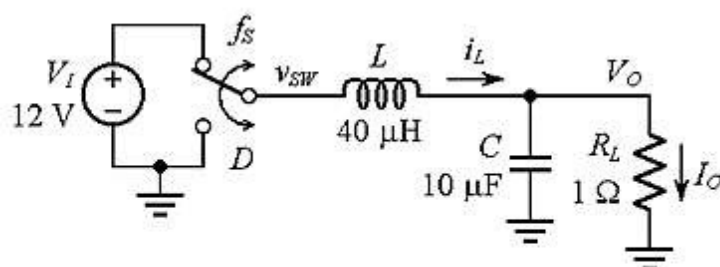 f_S
V_I
12 V
+
−
D
v_SW
L
40 μH
i_L
C
10 μF
V_O
R_L
1 Ω
I_O